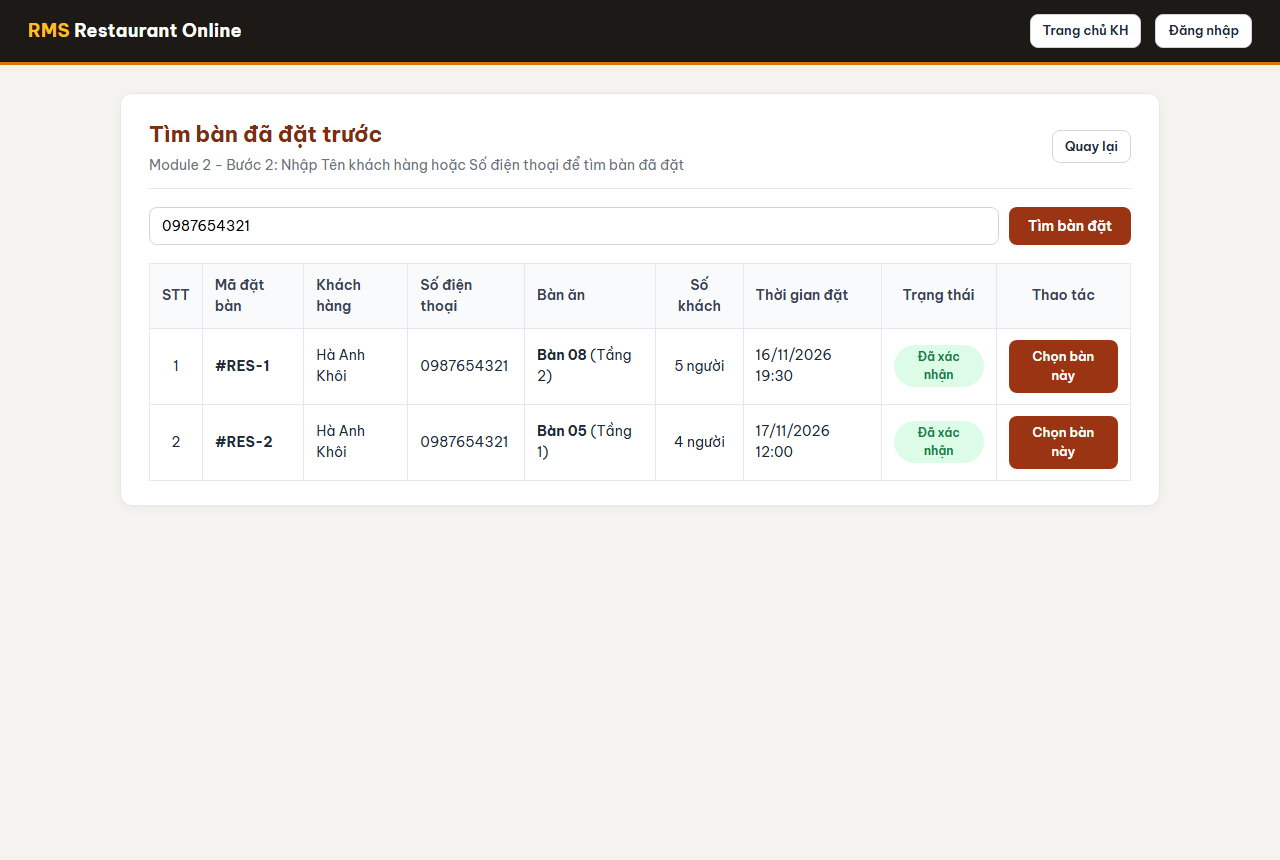 RMS Restaurant Online
Trang chủ KH
Đăng nhập
Tìm bàn đã đặt trước
Module 2 - Bước 2: Nhập Tên khách hàng hoặc Số điện thoại để tìm bàn đã đặt
Quay lại
0987654321
Tìm bàn đặt
STT
Mã đặt
bàn
Khách
hàng
Số điện
thoại
Bàn ăn
Số
khách
Thời gian đặt
Trạng thái
Thao tác
1
#RES-1
Hà Anh
Khôi
0987654321
Bàn 08 (Tầng
2)
5 người
16/11/2026
19:30
Đã xác
nhận
Chọn bàn
này
2
#RES-2
Hà Anh
Khôi
0987654321
Bàn 05 (Tầng
1)
4 người
17/11/2026
12:00
Đã xác
nhận
Chọn bàn
này